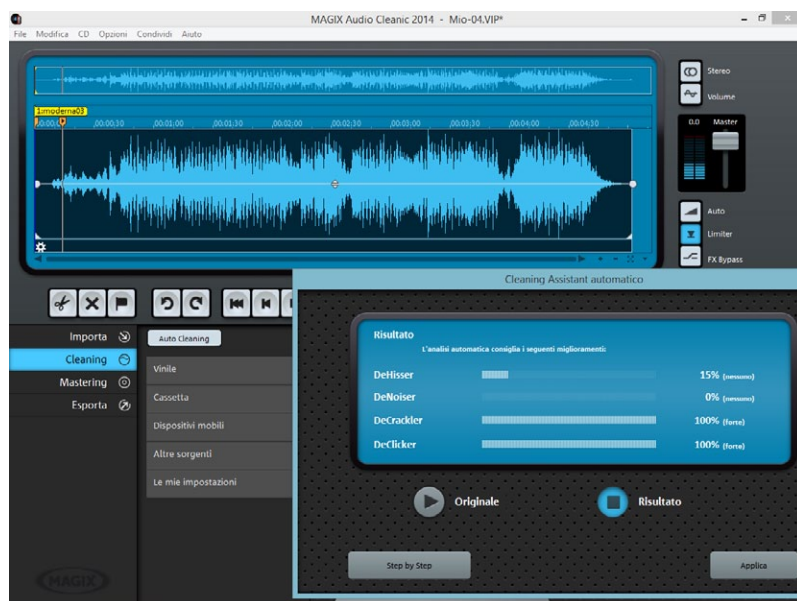 MAGIX Audio Cleanic 2014 - Mio-04.VIP*
File Modifica CD Opzioni Condividi Aiuto
Stereo
Volume
1:moderna03
,00:00:30 ,00:01:00 ,00:01:30 ,00:02:00 ,00:02:30 ,00:03:00 ,00:03:30 ,00:04:00 ,00:04:30
0.0 Master
Auto
Limiter
FX Bypass
Cleaning Assistant automatico
Importa
Cleaning
Mastering
Esporta
Auto Cleaning
Vinile
Cassetta
Dispositivi mobili
Altre sorgenti
Le mie impostazioni
Risultato
L'analisi automatica consiglia i seguenti miglioramenti:
DeHisser 15% (nessuno)
DeNoiser 0% (nessuno)
DeCrackler 100% (forte)
DeClicker 100% (forte)
Originale Risultato
Step by Step Applica
MAGIX